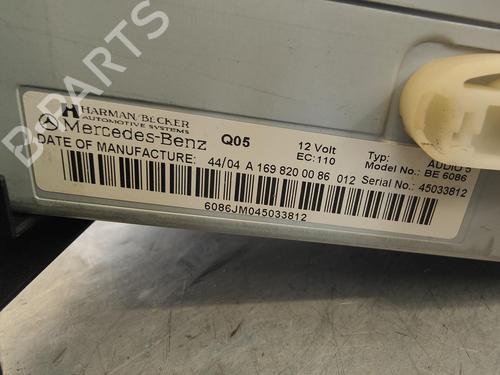 B-PARTS
HARMAN/BECKER
AUTOMOTIVE SYSTEMS
Mercedes-Benz Q05 12 Volt Typ: AUDIO 5
EC:110 Model No.: BE 6086
DATE OF MANUFACTURE: 44/04 A 169 820 00 86 012 Serial No.: 45033812
6086JM045033812